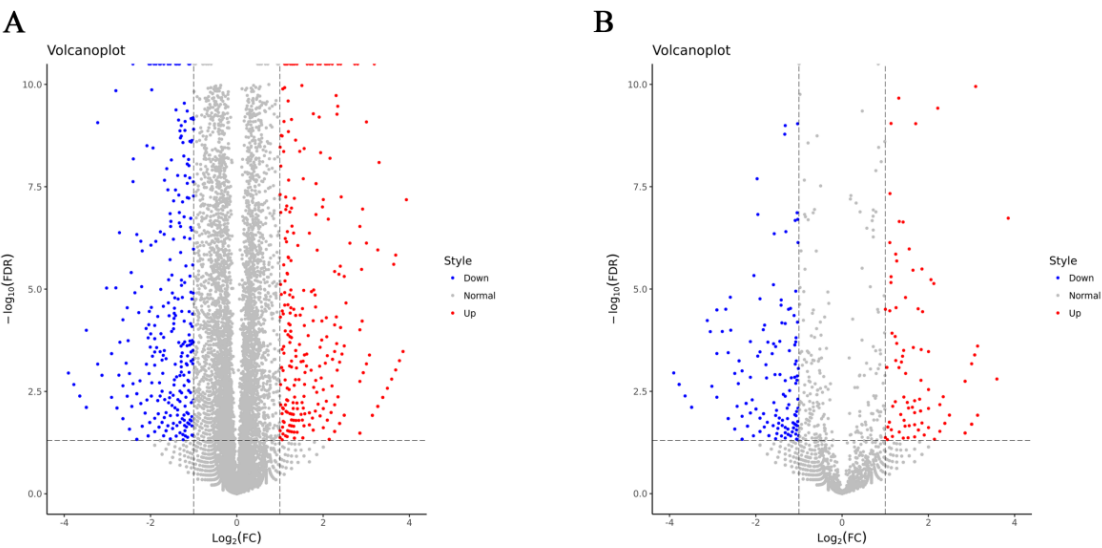 A
Volcanoplot
10.0
7.5
5.0
2.5
0.0
-4
-2
0
2
4
− log10(FDR)
Log2(FC)
Style
Down
Normal
Up
B
Volcanoplot
10.0
7.5
5.0
2.5
0.0
-4
-2
0
2
4
− log10(FDR)
Log2(FC)
Style
Down
Normal
Up